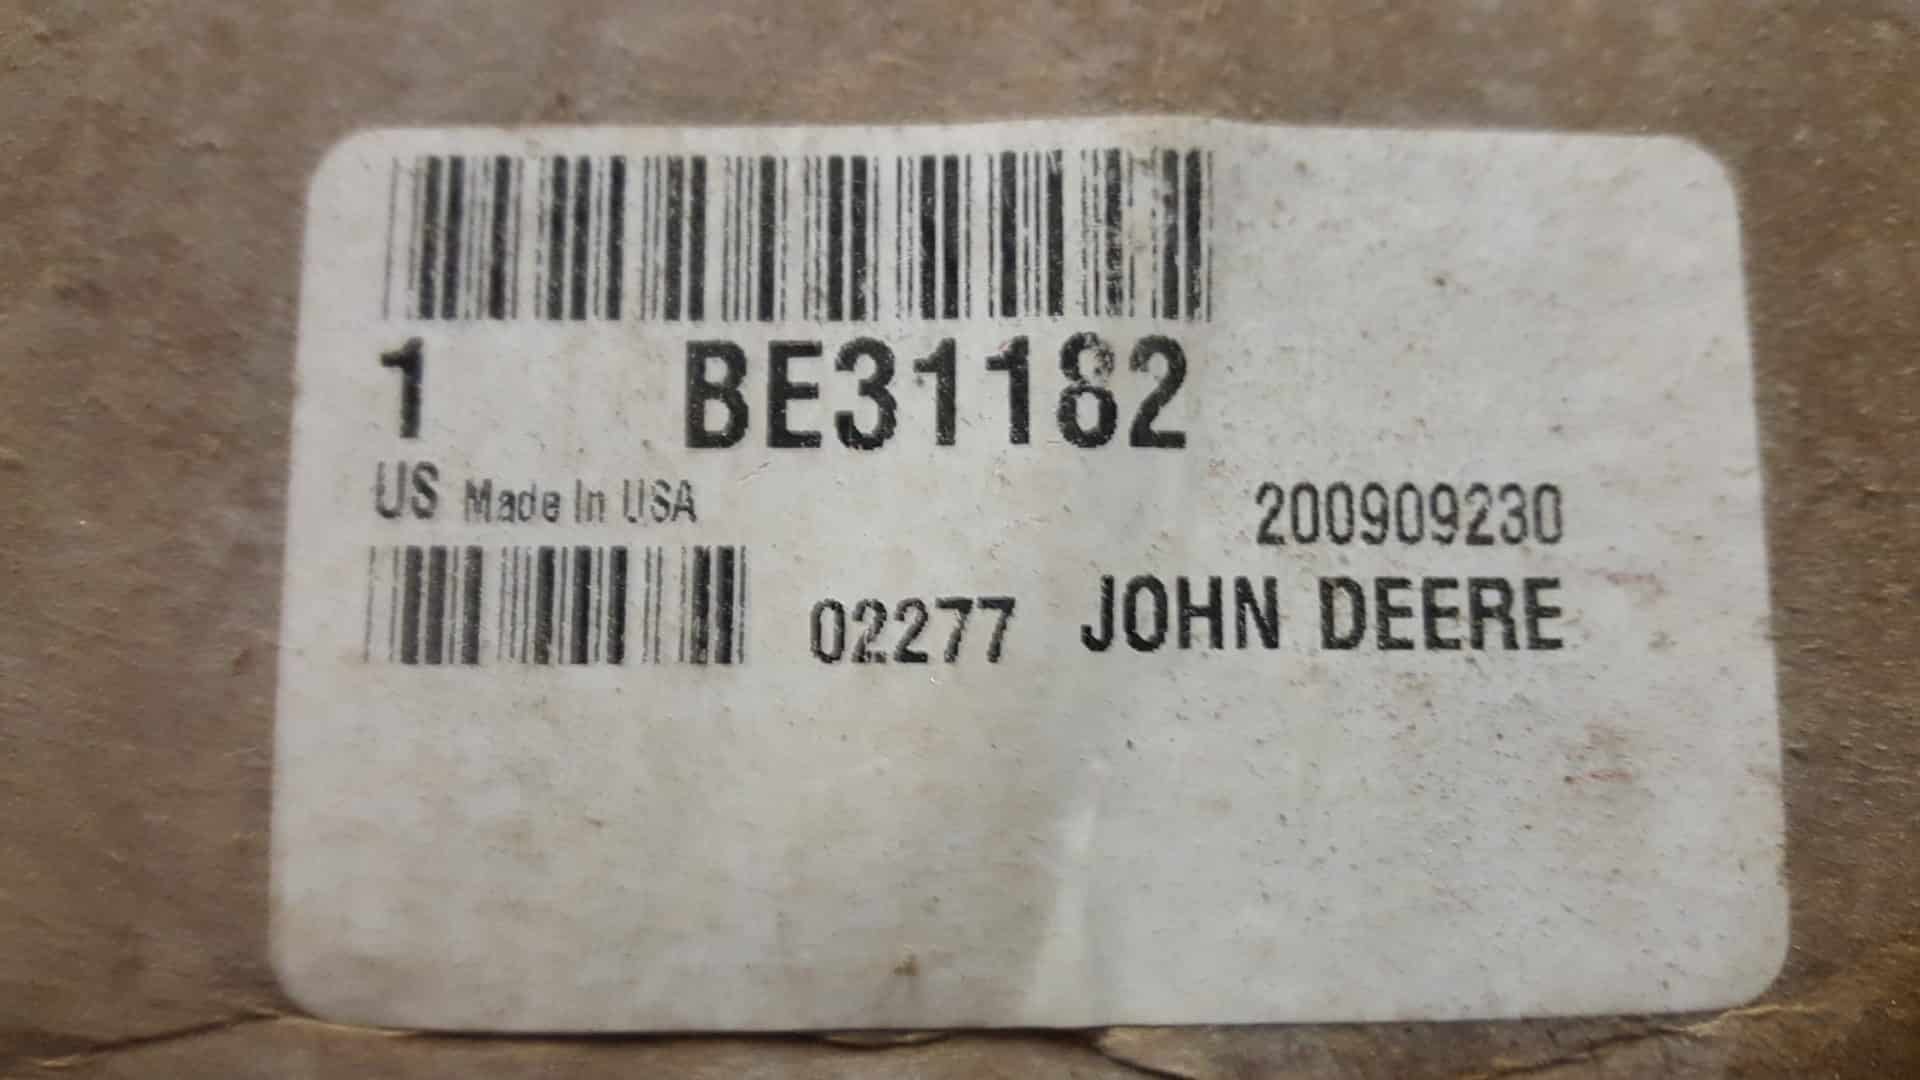 1 BE31182
US Made In USA
200909230
02277 JOHN DEERE